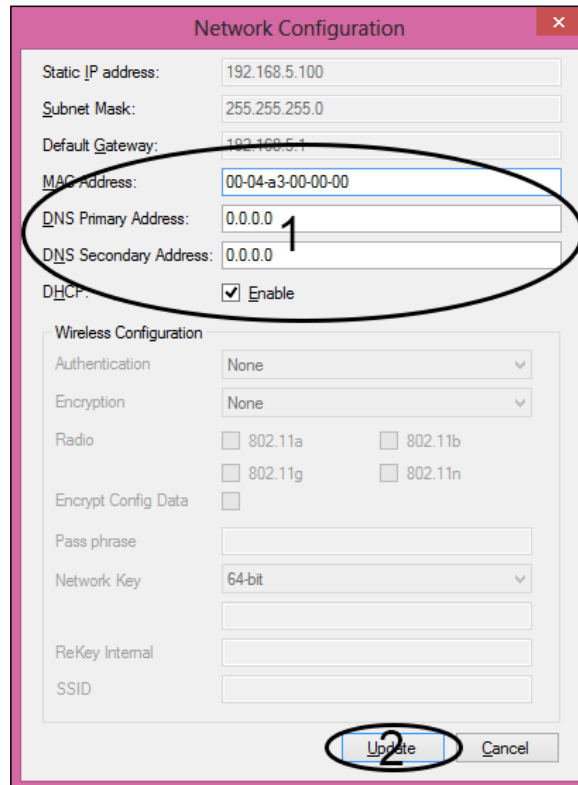 Network Configuration
Static IP address: 192.168.5.100
Subnet Mask: 255.255.255.0
Default Gateway: 192.168.5.1
MAC Address: 00-04-a3-00-00-00
DNS Primary Address: 0.0.0.0
1
DNS Secondary Address: 0.0.0.0
DHCP: Enable
Wireless Configuration
Authentication None
Encryption None
Radio 802.11a 802.11b
802.11g 802.11n
Encrypt Config Data
Pass phrase
Network Key 64-bit
ReKey Internal
SSID
Update 2 Cancel